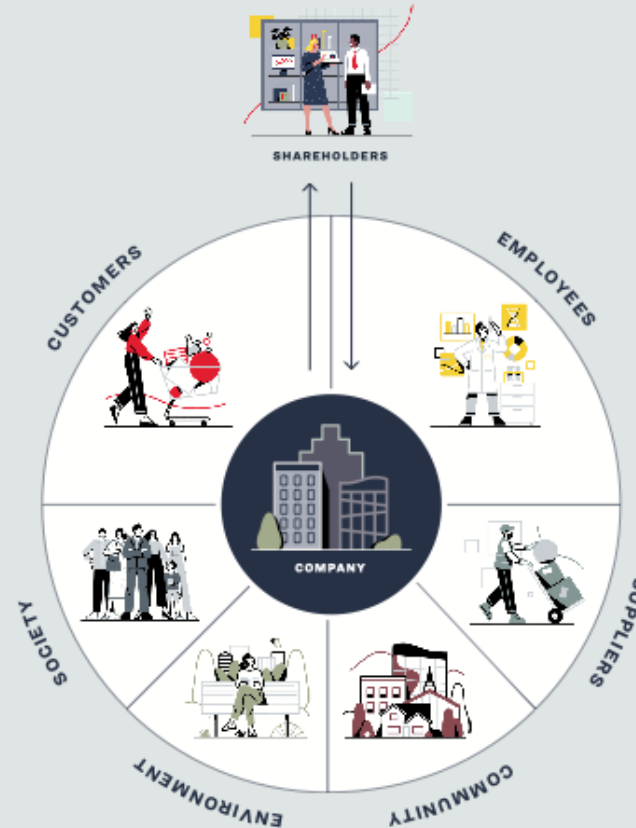 SHAREHOLDERS
CUSTOMERS
EMPLOYEES
COMPANY
SOCIETY
SUPPLIERS
ENVIRONMENT
COMMUNITY